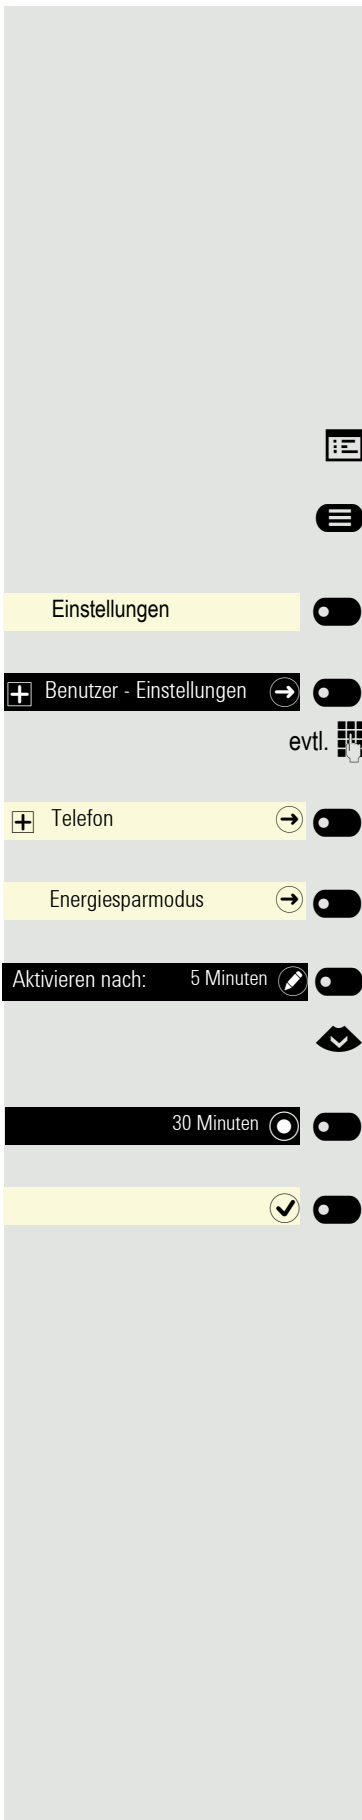 Einstellungen
Benutzer - Einstellungen
evtl.
Telefon
Energiesparmodus
Aktivieren nach: 5 Minuten
30 Minuten